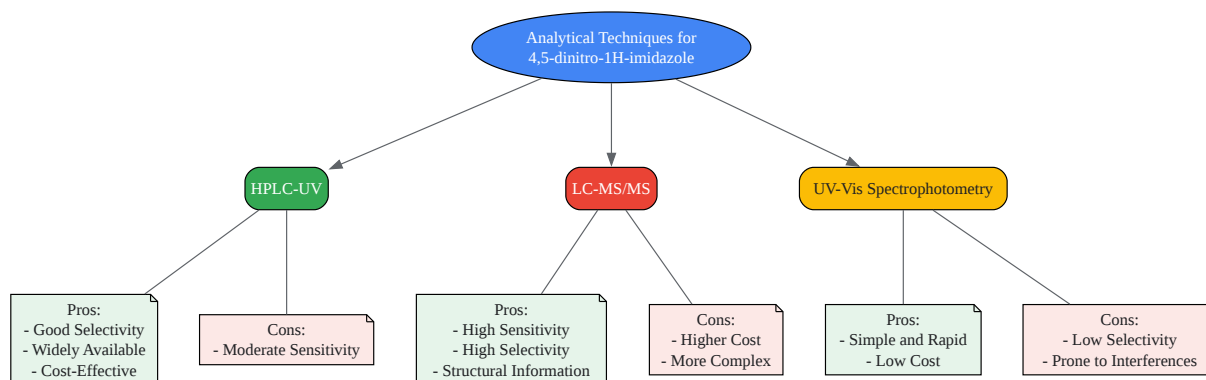 Analytical Techniques for
4,5-dinitro-1H-imidazole
HPLC-UV
LC-MS/MS
UV-Vis Spectrophotometry
Pros:
- Good Selectivity
- Widely Available
- Cost-Effective
Cons:
- Moderate Sensitivity
Pros:
- High Sensitivity
- High Selectivity
- Structural Information
Cons:
- Higher Cost
- More Complex
Pros:
- Simple and Rapid
- Low Cost
Cons:
- Low Selectivity
- Prone to Interferences